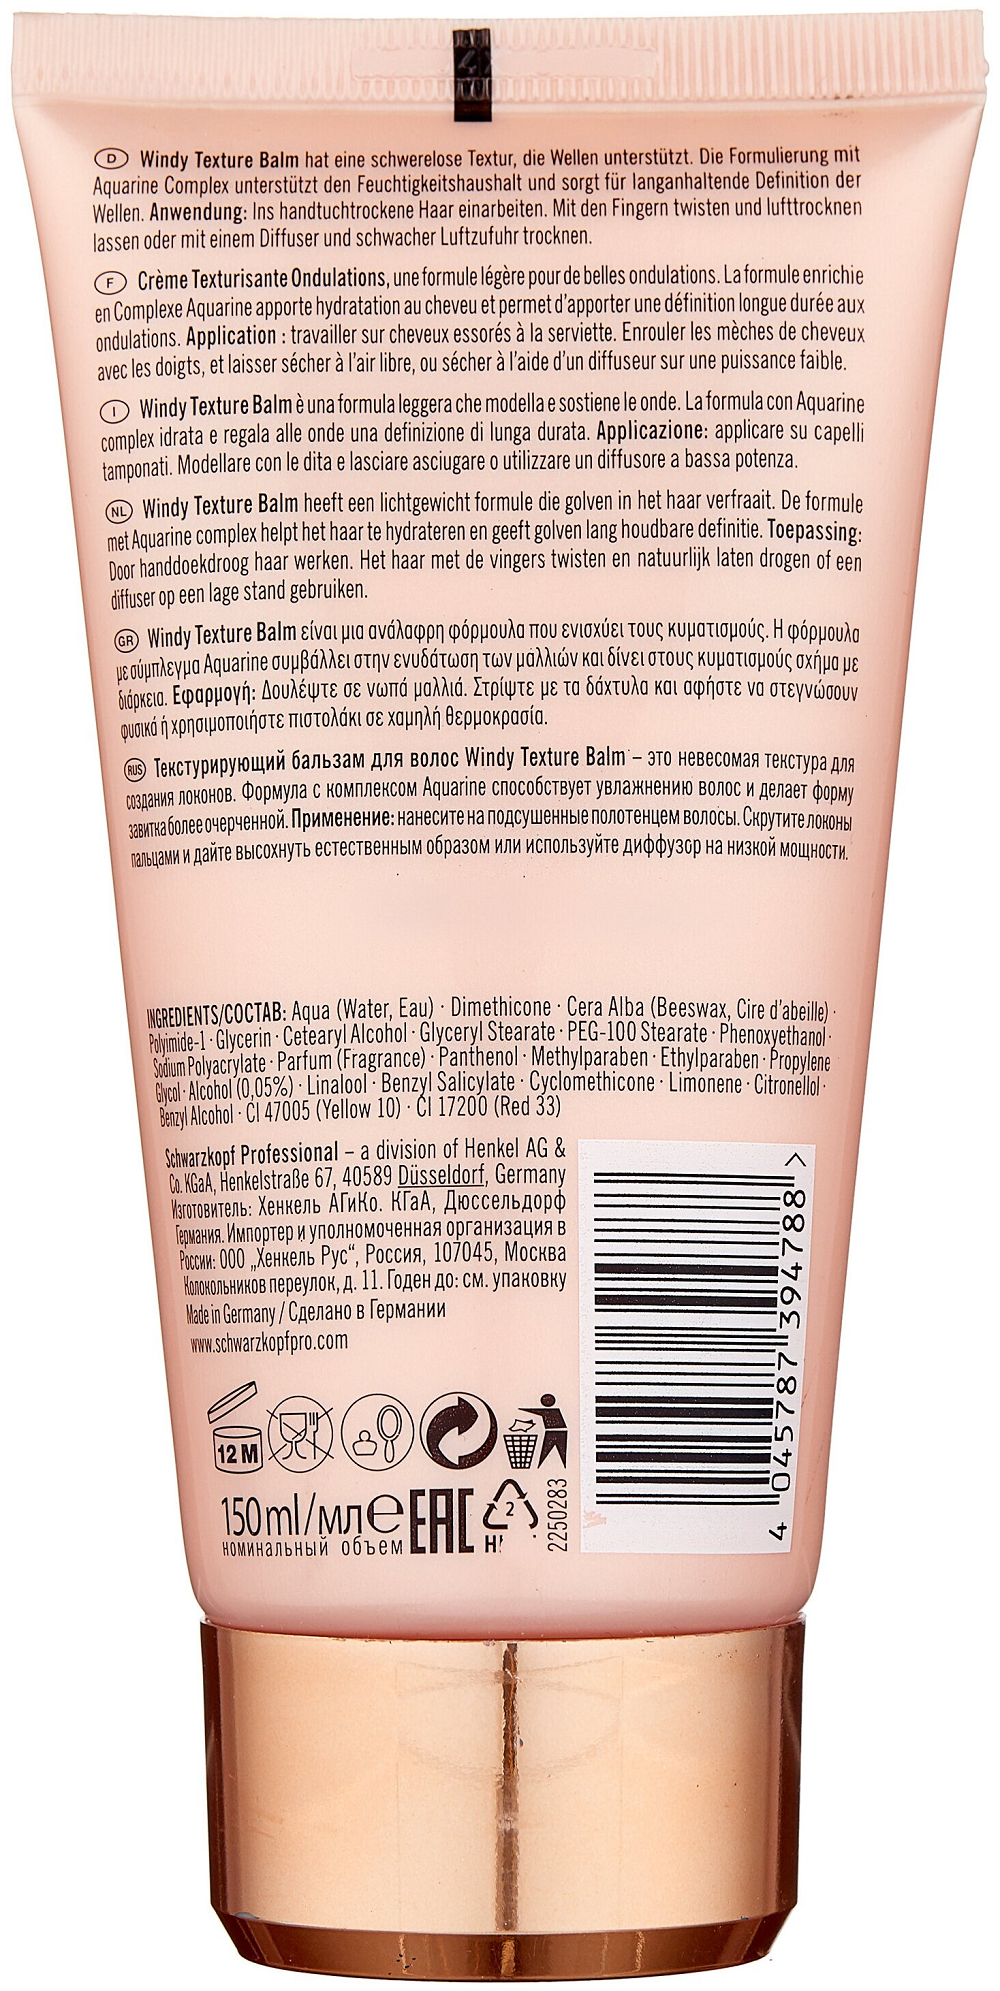 D Windy Texture Balm hat eine schwerelose Textur, die Wellen unterstützt. Die Formulierung mit
Aquarine Complex unterstützt den Feuchtigkeitshaushalt und sorgt für langanhaltende Definition der
Wellen. Anwendung: Ins handtuchtrockene Haar einarbeiten. Mit den Fingern twisten und lufttrocknen
lassen oder mit einem Diffuser und schwacher Luftzufuhr trocknen.
F Crème Texturisante Ondulations, une formule légère pour de belles ondulations. La formule enrichie
en Complexe Aquarine apporte hydratation au cheveu et permet d'apporter une définition longue durée aux
ondulations. Application : travailler sur cheveux essorés à la serviette. Enrouler les mèches de cheveux
avec les doigts, et laisser sécher à l'air libre, ou sécher à l'aide d'un diffuseur sur une puissance faible.
I Windy Texture Balm è una formula leggera che modella e sostiene le onde. La formula con Aquarine
complex idrata e regala alle onde una definizione di lunga durata. Applicazione: applicare su capelli
tamponati. Modellare con le dita e lasciare asciugare o utilizzare un diffusore a bassa potenza.
NL Windy Texture Balm heeft een lichtgewicht formule die golven in het haar verfraait. De formule
met Aquarine complex helpt het haar te hydrateren en geeft golven lang houdbare definitie. Toepassing:
Door handdoekdroog haar werken. Het haar met de vingers twisten en natuurlijk laten drogen of een
diffuser op een lage stand gebruiken.
GR Windy Texture Balm είναι μια ανάλαφρη φόρμουλα που ενισχύει τους κυματισμούς. Η φόρμουλα
με σύμπλεγμα Aquarine συμβάλλει στην ενυδάτωση των μαλλιών και δίνει στους κυματισμούς σχήμα με
διάρκεια. Εφαρμογή: Δουλέψτε σε νωπά μαλλιά. Στρίψτε με τα δάχτυλα και αφήστε να στεγνώσουν
φυσικά ή χρησιμοποιήστε πιστολάκι σε χαμηλή θερμοκρασία.
RUS Текстурирующий бальзам для волос Windy Texture Balm – это невесомая текстура для
создания локонов. Формула с комплексом Aquarine способствует увлажнению волос и делает форму
завитка более очерченной. Применение: нанесите на подсушенные полотенцем волосы. Скрутите локоны
пальцами и дайте высохнуть естественным образом или используйте диффузор на низкой мощности.
INGREDIENTS/СОСТАВ: Aqua (Water, Eau) · Dimethicone · Cera Alba (Beeswax, Cire d'abeille) ·
Polyimide-1 · Glycerin · Cetearyl Alcohol · Glyceryl Stearate · PEG-100 Stearate · Phenoxyethanol ·
Sodium Polyacrylate · Parfum (Fragrance) · Panthenol · Methylparaben · Ethylparaben · Propylene
Glycol · Alcohol (0,05%) · Linalool · Benzyl Salicylate · Cyclomethicone · Limonene · Citronellol ·
Benzyl Alcohol · CI 47005 (Yellow 10) · CI 17200 (Red 33)
Schwarzkopf Professional – a division of Henkel AG &
Co. KGaA, Henkelstraße 67, 40589 Düsseldorf, Germany
Изготовитель: Хенкель АГиКо. КГаА, Дюссельдорф
Германия. Импортер и уполномоченная организация в
России: ООО „Хенкель Рус“, Россия, 107045, Москва
Колокольников переулок, д. 11. Годен до: см. упаковку
Made in Germany / Сделано в Германии
www.schwarzkopfpro.com
12 M
150 ml/мл ℮ EAC 2
номинальный объем
2250283
4 045787 394788 >